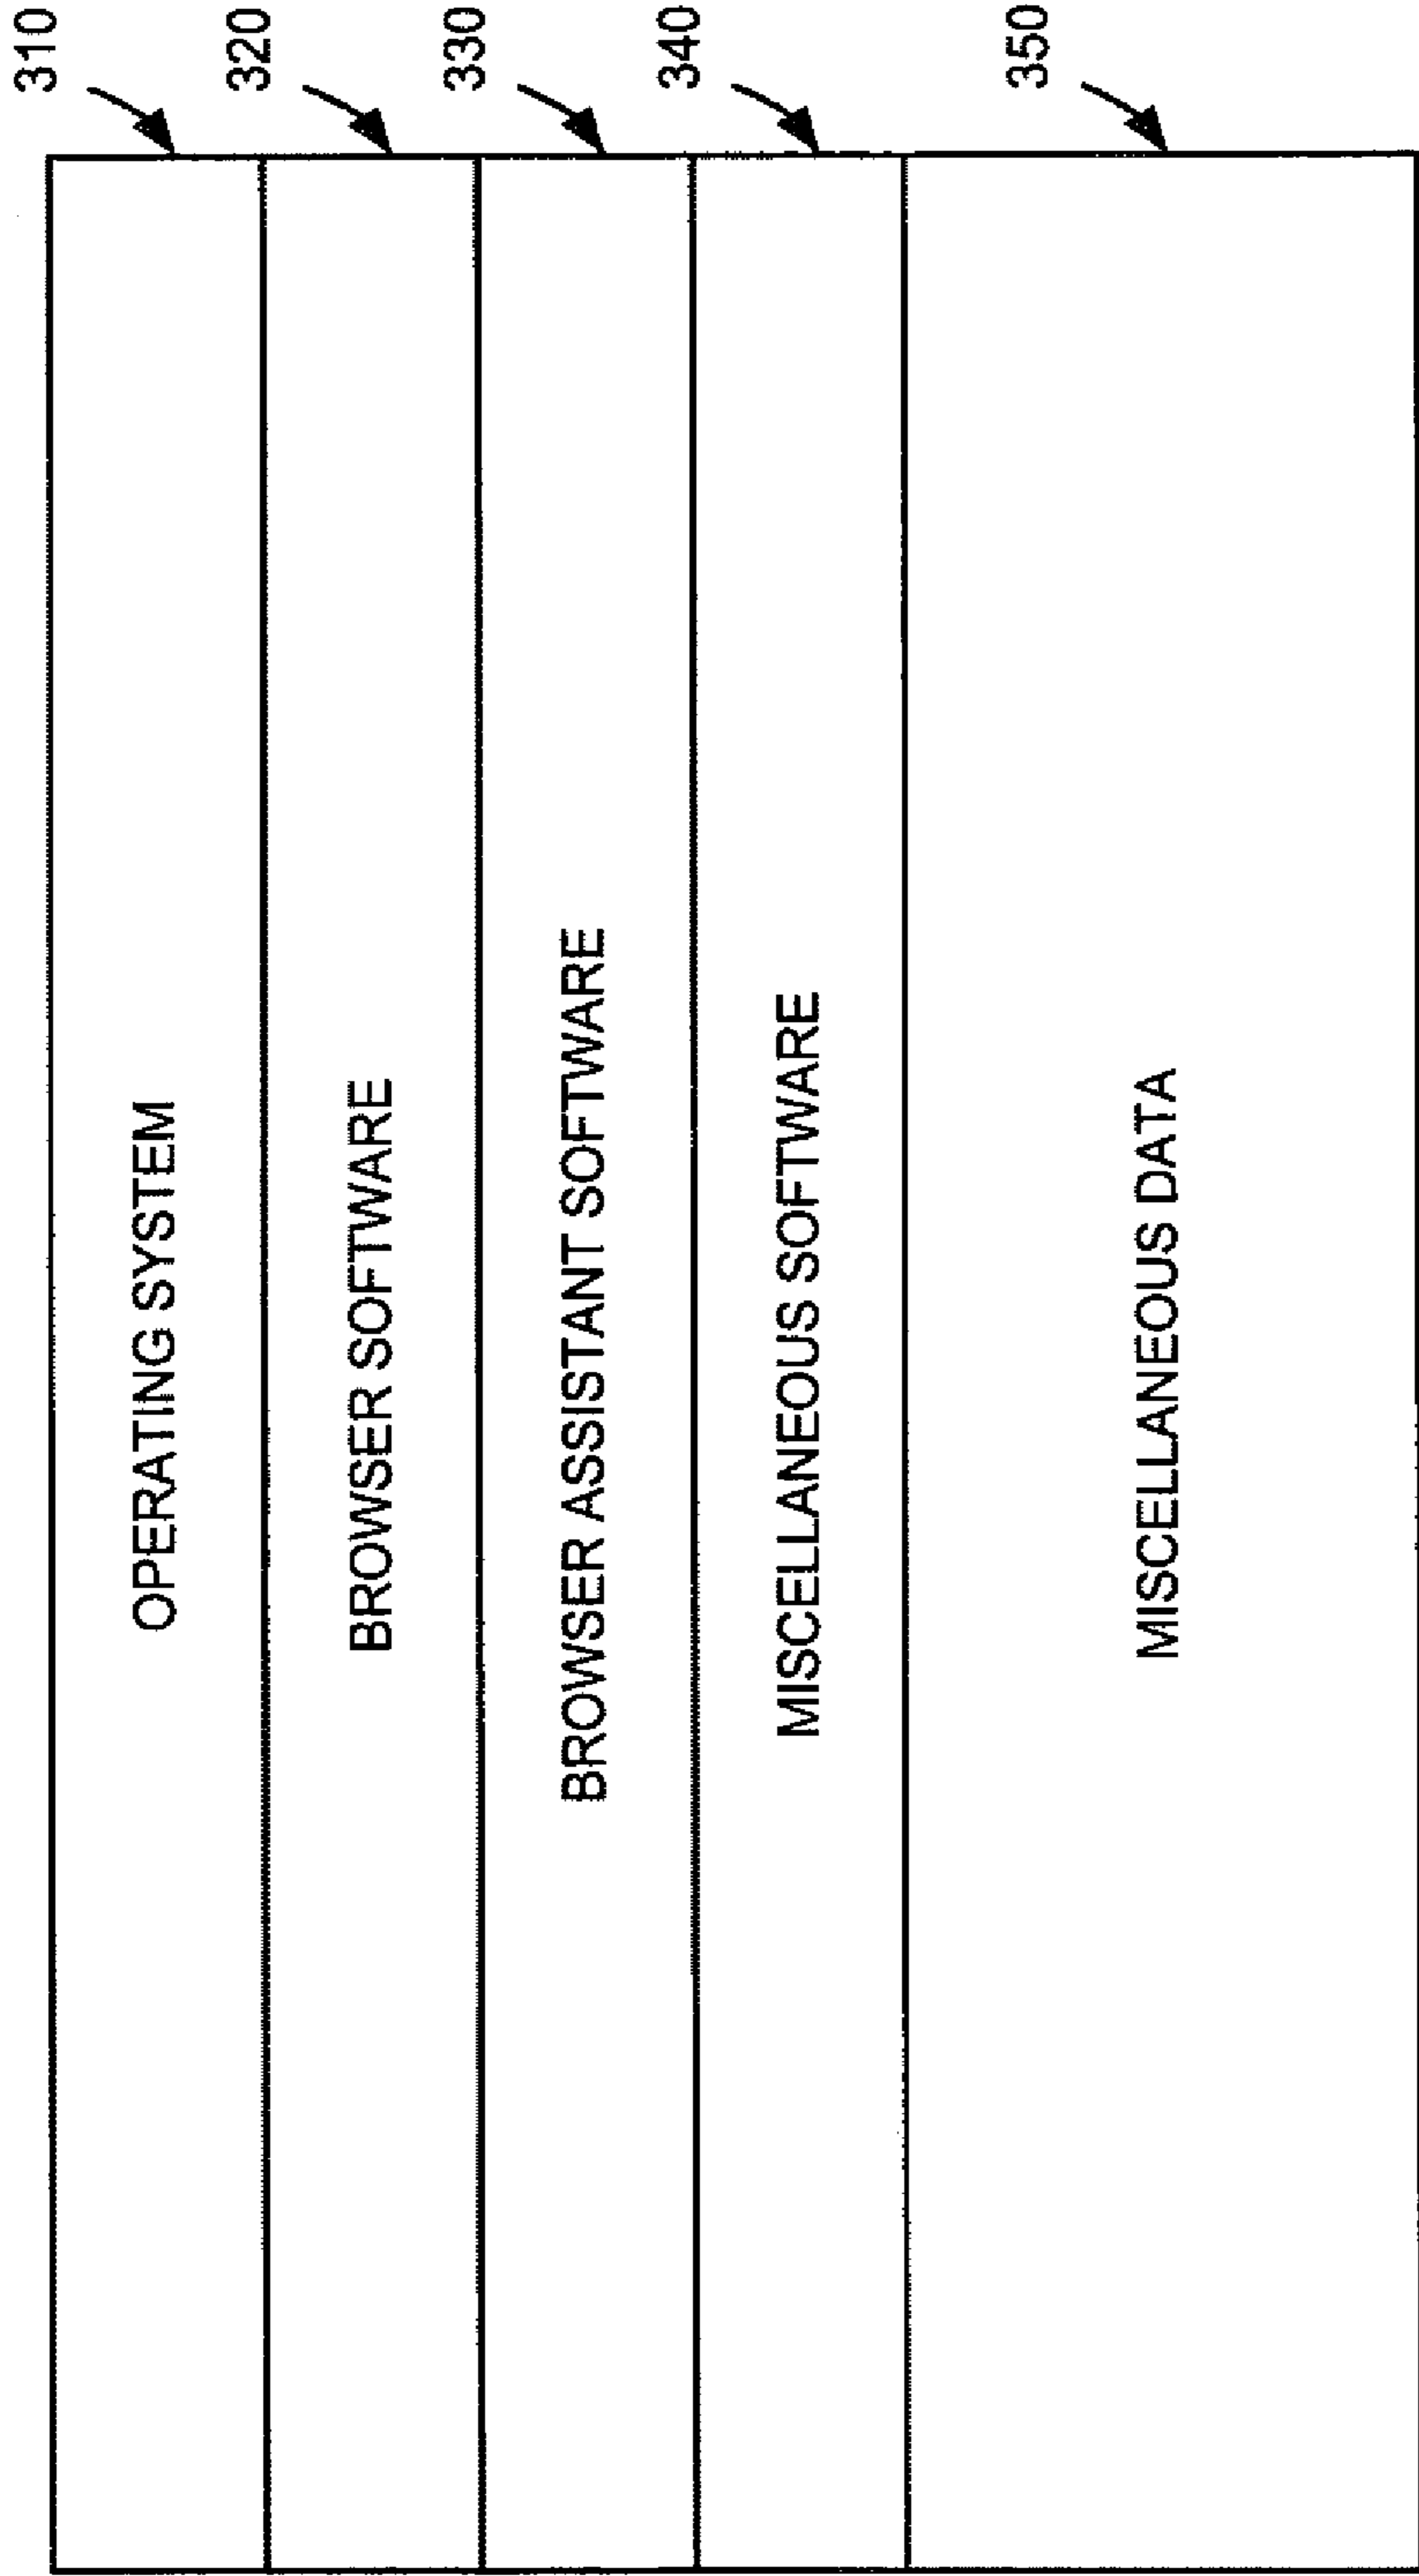 310
OPERATING SYSTEM
320
BROWSER SOFTWARE
330
BROWSER ASSISTANT SOFTWARE
340
MISCELLANEOUS SOFTWARE
350
MISCELLANEOUS DATA